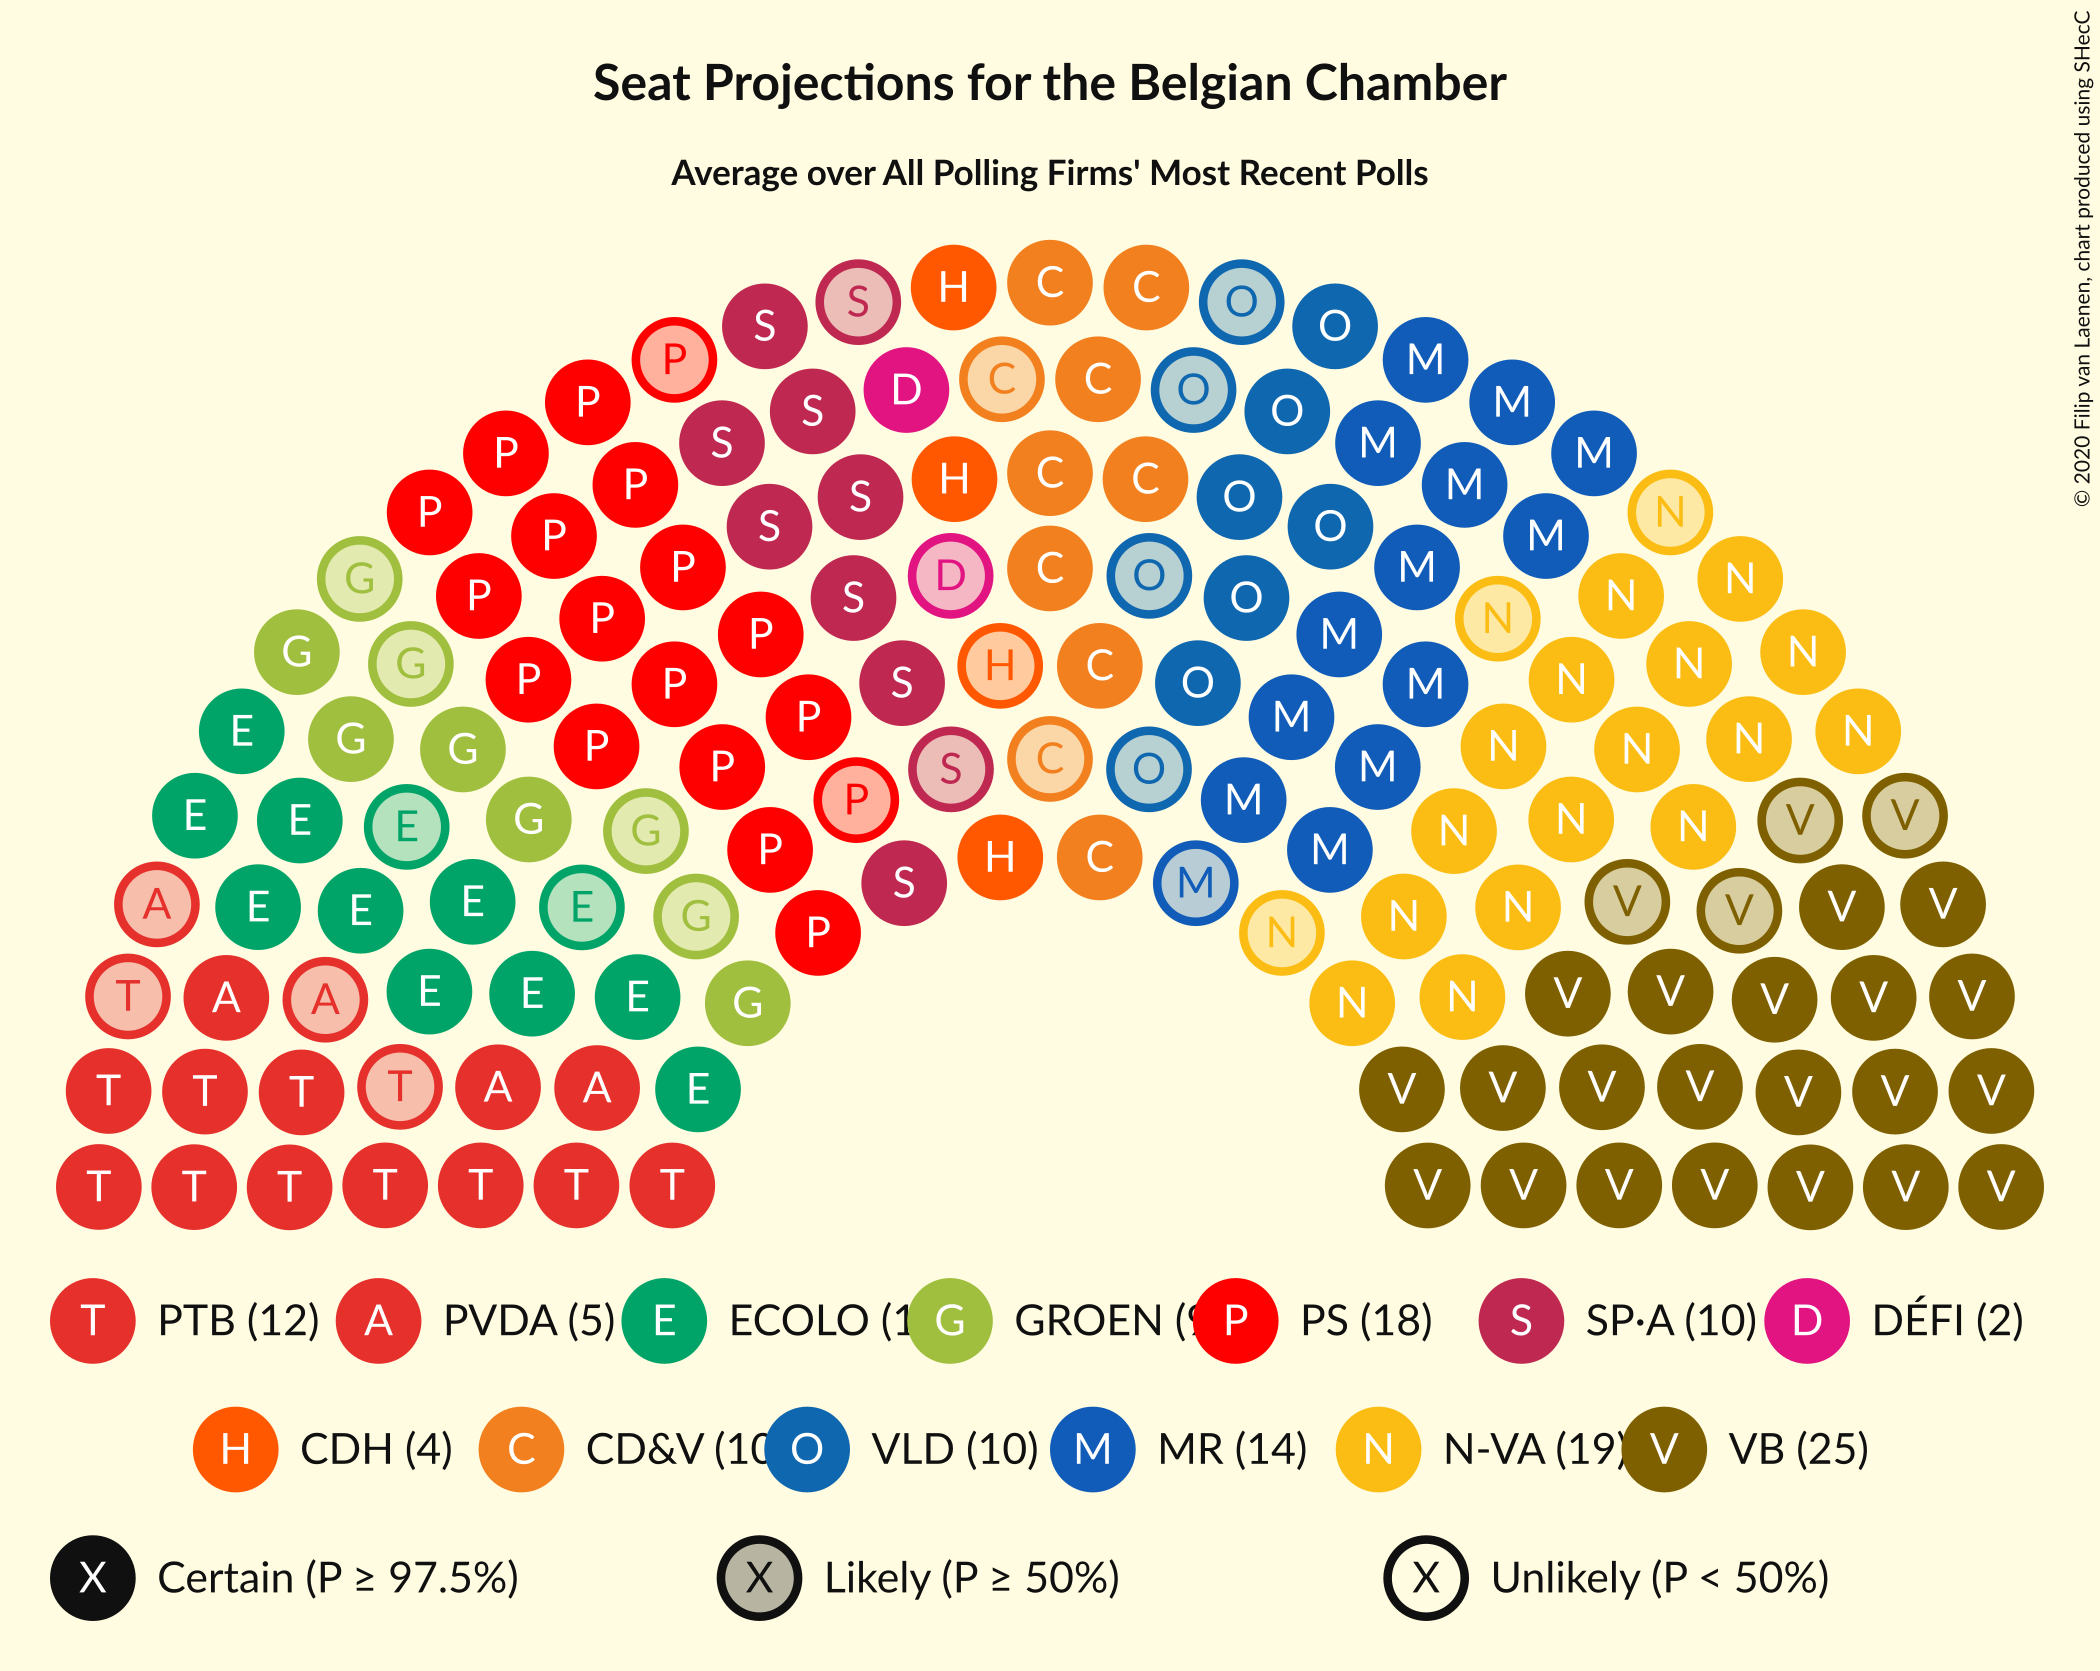 © 2020 Filip van Laenen, chart produced using SHecC
Seat Projections for the Belgian Chamber
Average over All Polling Firms' Most Recent Polls
S H C C O
S O
P M
D C C O
P S O M
P S M M
P S H C C O M
P P S O M N
G P D C O M N
P P S O N N
P M
G G P P S H C O M N N N
E G G P P M N N N N
P S C O M
E E E G G P M N N N V V
P H C M
A E E E E G S M N N V V V V
P N
T A A E E E G N N V V V V V
T T T T A A E V V V V V V V
T T T T T T T V V V V V V V
T PTB (12) A PVDA (5) E ECOLO (1 G GROEN ( P PS (18) S SP·A (10) D DÉFI (2)
H CDH (4) C CD&V (10 O VLD (10) M MR (14) N N-VA (19) V VB (25)
X Certain (P ≥ 97.5%) X Likely (P ≥ 50%) X Unlikely (P < 50%)